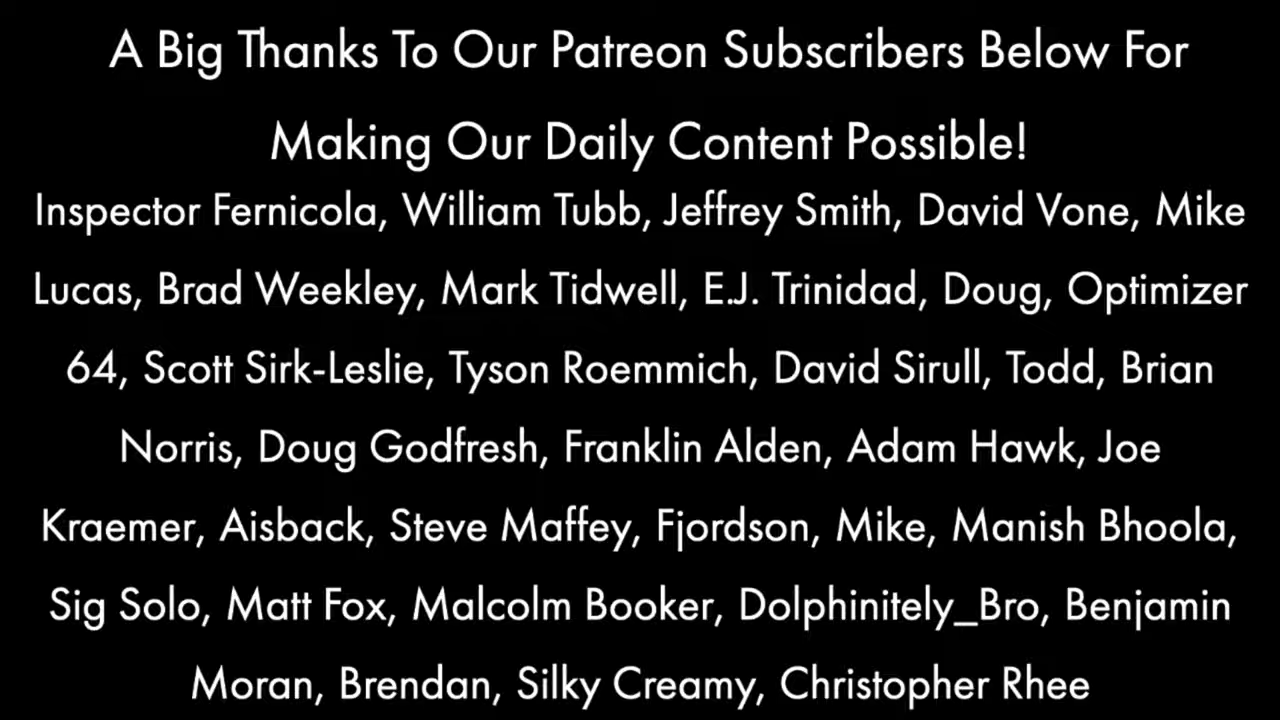 A Big Thanks To Our Patreon Subscribers Below For
Making Our Daily Content Possible!
Inspector Fernicola, William Tubb, Jeffrey Smith, David Vone, Mike
Lucas, Brad Weekley, Mark Tidwell, E.J. Trinidad, Doug, Optimizer
64, Scott Sirk-Leslie, Tyson Roemmich, David Sirull, Todd, Brian
Norris, Doug Godfresh, Franklin Alden, Adam Hawk, Joe
Kraemer, Aisback, Steve Maffey, Fjordson, Mike, Manish Bhoola,
Sig Solo, Matt Fox, Malcolm Booker, Dolphinitely_Bro, Benjamin
Moran, Brendan, Silky Creamy, Christopher Rhee